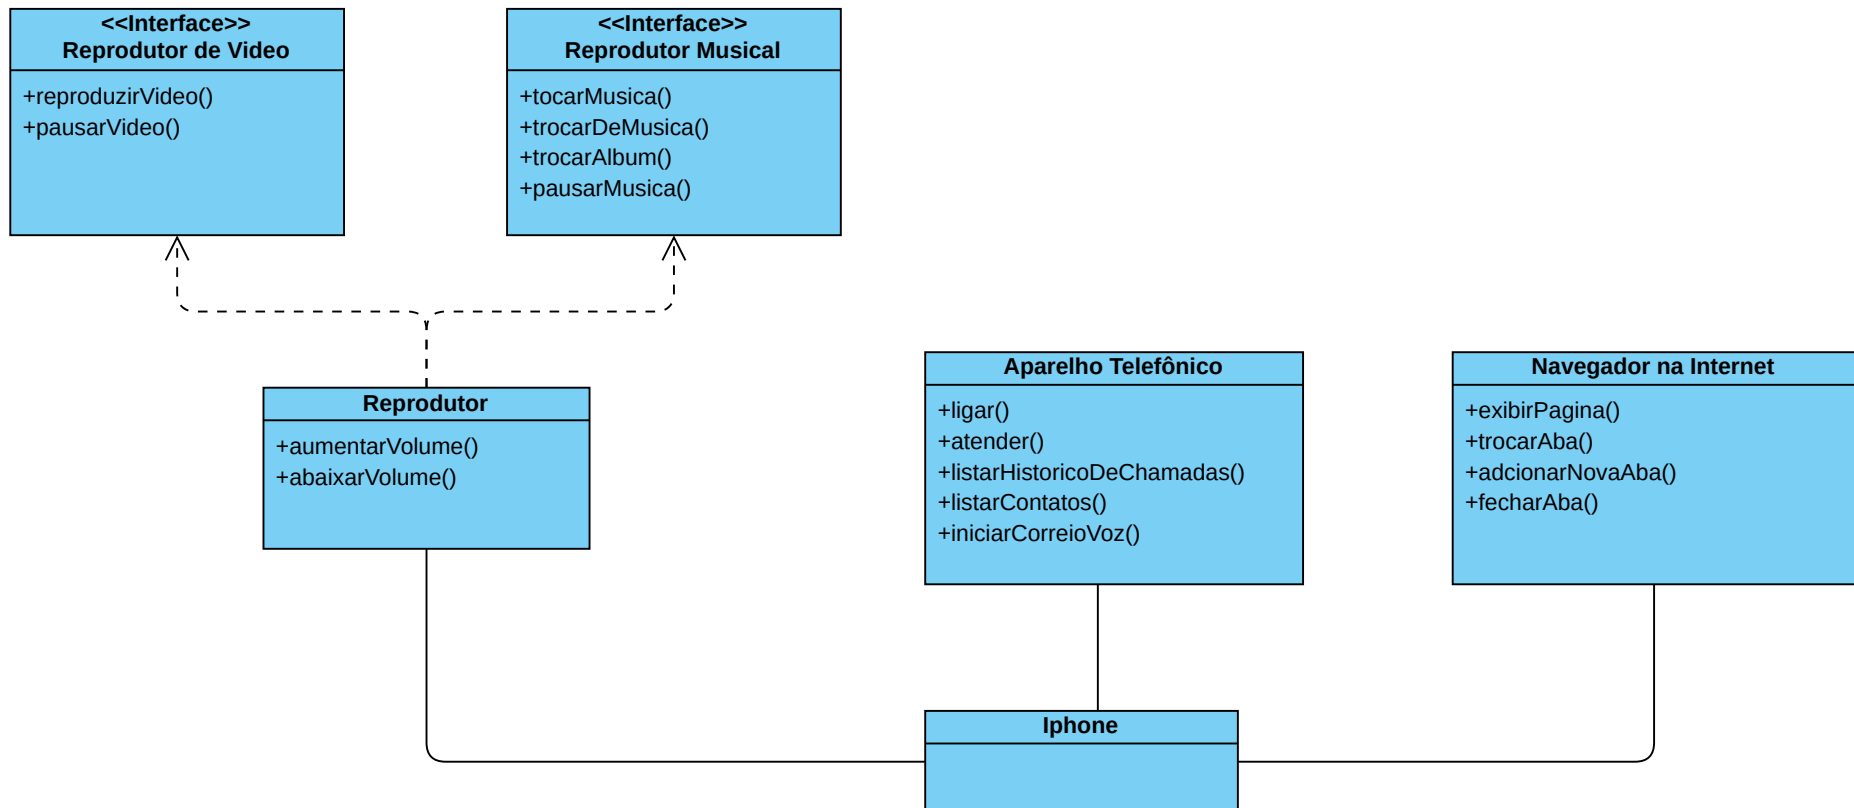 <<Interface>>
Reprodutor de Video
+reproduzirVideo()
+pausarVideo()
<<Interface>>
Reprodutor Musical
+tocarMusica()
+trocarDeMusica()
+trocarAlbum()
+pausarMusica()
Reprodutor
+aumentarVolume()
+abaixarVolume()
Aparelho Telefônico
+ligar()
+atender()
+listarHistoricoDeChamadas()
+listarContatos()
+iniciarCorreioVoz()
Navegador na Internet
+exibirPagina()
+trocarAba()
+adcionarNovaAba()
+fecharAba()
Iphone